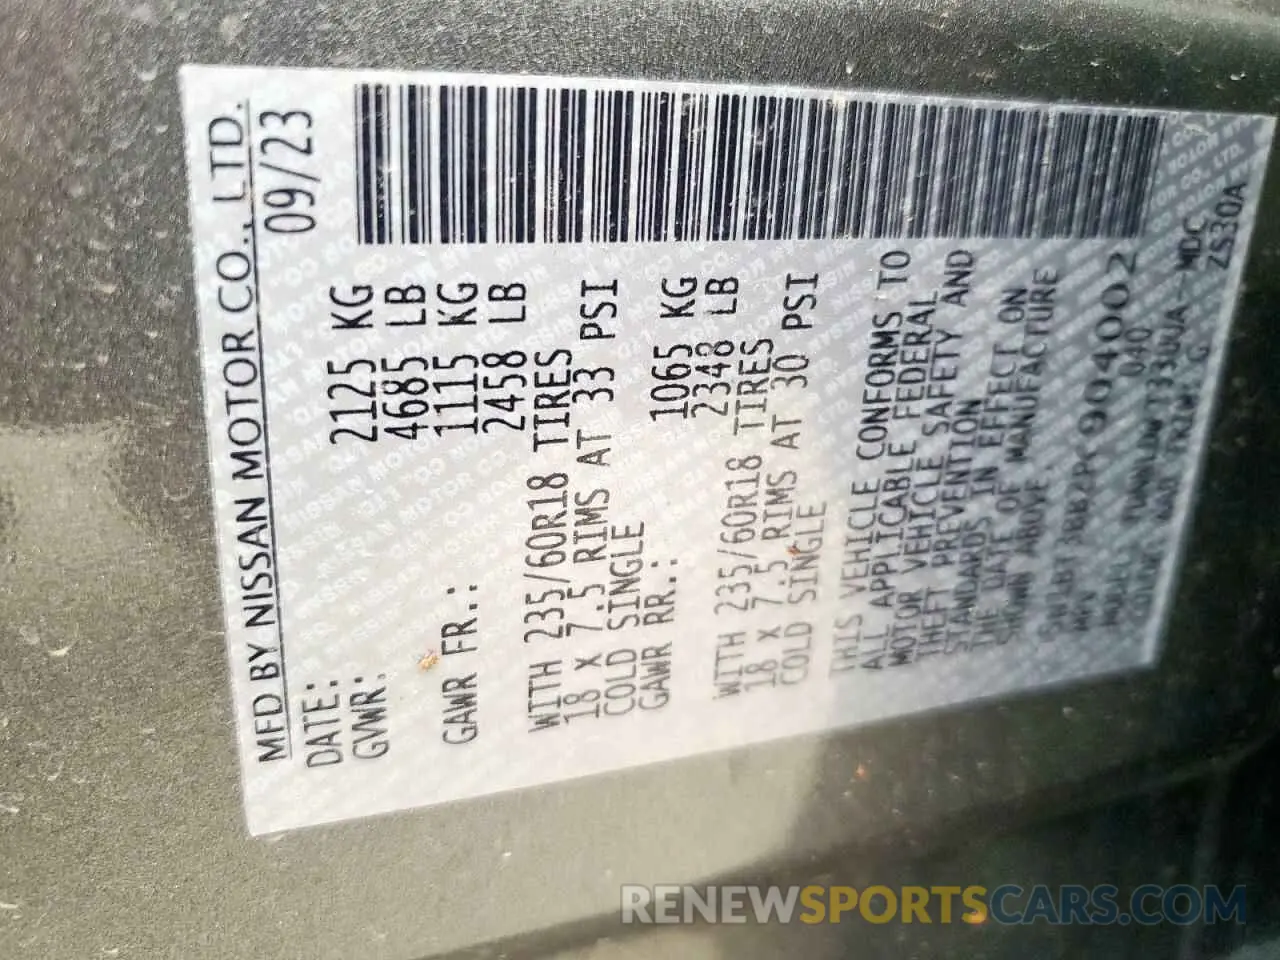 MFD BY NISSAN MOTOR CO., LTD.
DATE: 09/23
GVWR: 2125 KG
4685 LB
GAWR FR.: 1115 KG
2458 LB
WITH 235/60R18 TIRES
18 X 7.5 RIMS AT 33 PSI
COLD SINGLE
GAWR RR.: 1065 KG
2348 LB
WITH 235/60R18 TIRES
18 X 7.5 RIMS AT 30 PSI
COLD SINGLE
THIS VEHICLE CONFORMS TO
ALL APPLICABLE FEDERAL
MOTOR VEHICLE SAFETY AND
THEFT PREVENTION
STANDARDS IN EFFECT ON
THE DATE OF MANUFACTURE
SHOWN ABOVE
MPV 040
ZS30A
RENEWSPORTSCARS.COM